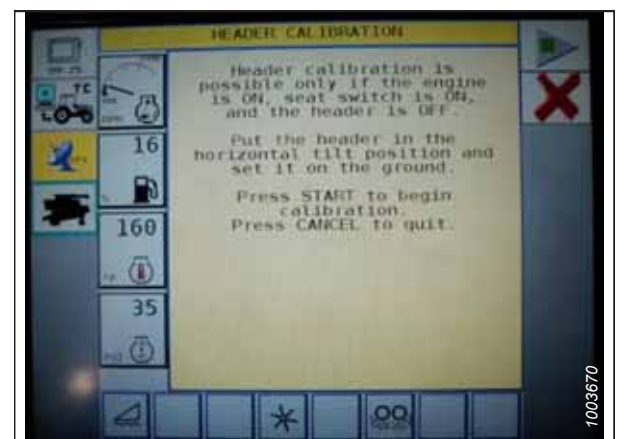 HEADER CALIBRATION
Header calibration is
possible only if the engine
is ON, seat switch is ON,
and the header is OFF.
Put the header in the
horizontal tilt position and
set it on the ground.
Press START to begin
calibration.
Press CANCEL to quit.
TC
16
160
°F
35
PSI
1003670